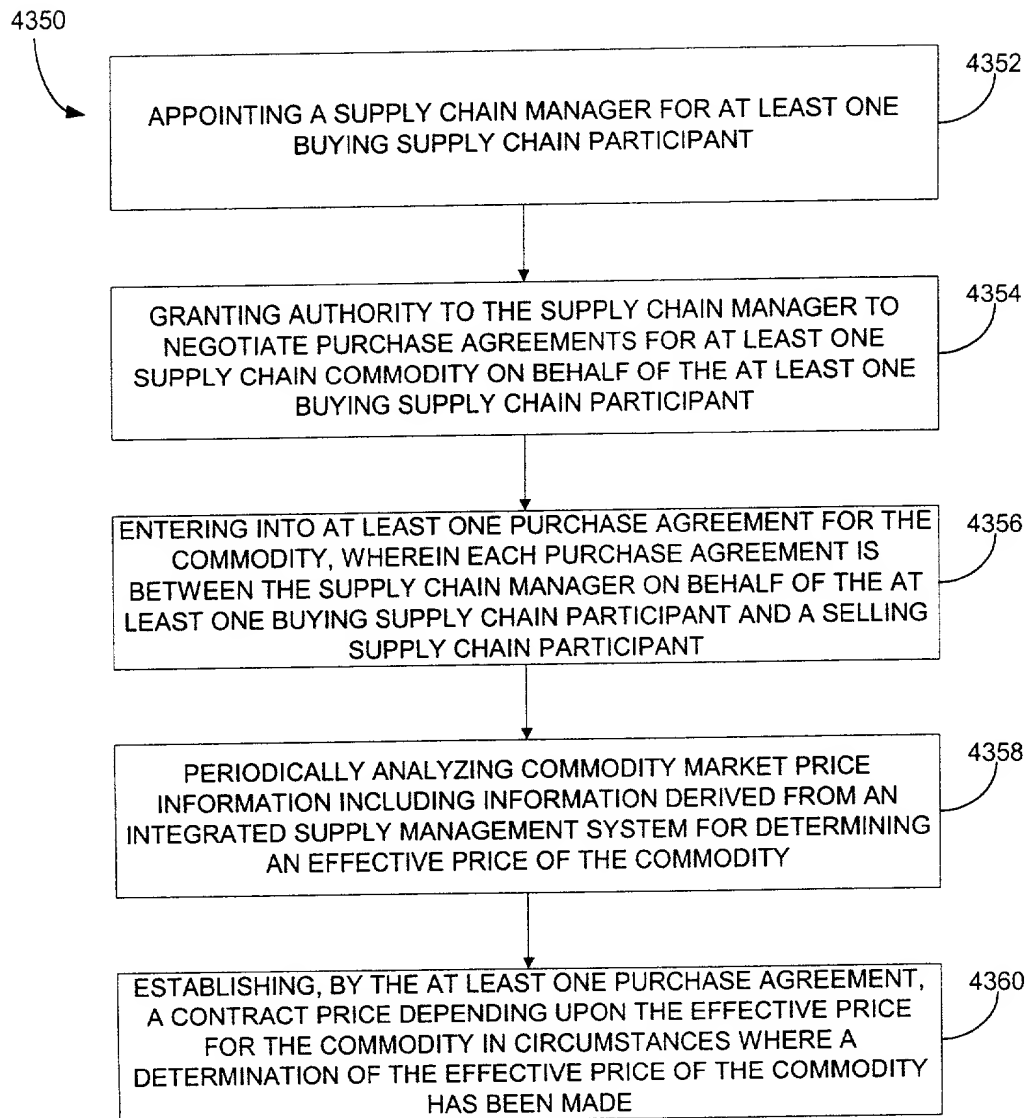 4350
4352
APPOINTING A SUPPLY CHAIN MANAGER FOR AT LEAST ONE
BUYING SUPPLY CHAIN PARTICIPANT
4354
GRANTING AUTHORITY TO THE SUPPLY CHAIN MANAGER TO
NEGOTIATE PURCHASE AGREEMENTS FOR AT LEAST ONE
SUPPLY CHAIN COMMODITY ON BEHALF OF THE AT LEAST ONE
BUYING SUPPLY CHAIN PARTICIPANT
4356
ENTERING INTO AT LEAST ONE PURCHASE AGREEMENT FOR THE
COMMODITY, WHEREIN EACH PURCHASE AGREEMENT IS
BETWEEN THE SUPPLY CHAIN MANAGER ON BEHALF OF THE AT
LEAST ONE BUYING SUPPLY CHAIN PARTICIPANT AND A SELLING
SUPPLY CHAIN PARTICIPANT
4358
PERIODICALLY ANALYZING COMMODITY MARKET PRICE
INFORMATION INCLUDING INFORMATION DERIVED FROM AN
INTEGRATED SUPPLY MANAGEMENT SYSTEM FOR DETERMINING
AN EFFECTIVE PRICE OF THE COMMODITY
4360
ESTABLISHING, BY THE AT LEAST ONE PURCHASE AGREEMENT,
A CONTRACT PRICE DEPENDING UPON THE EFFECTIVE PRICE
FOR THE COMMODITY IN CIRCUMSTANCES WHERE A
DETERMINATION OF THE EFFECTIVE PRICE OF THE COMMODITY
HAS BEEN MADE